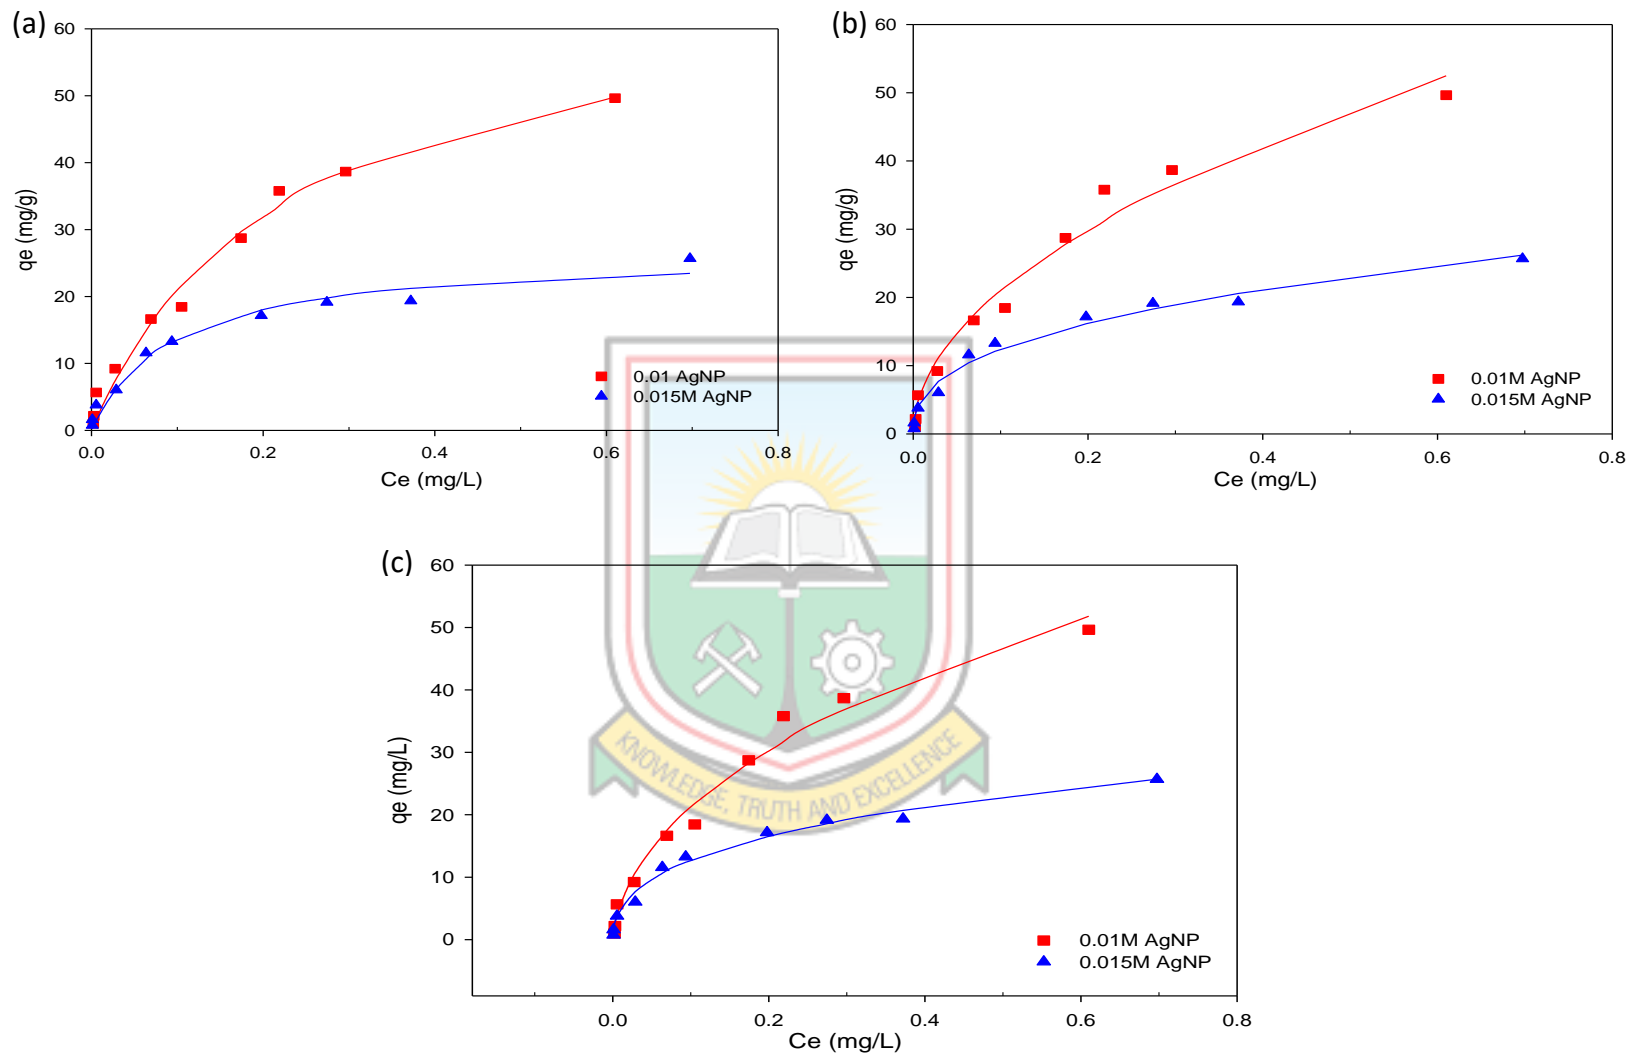 (a)
60
50
40
30
20
10
0
qe (mg/g)
0.0 0.2 0.4 0.6 0.8
Ce (mg/L)
0.01 AgNP
0.015M AgNP
(b)
60
50
40
30
20
10
0
qe (mg/g)
0.0 0.2 0.4 0.6 0.8
Ce (mg/L)
0.01M AgNP
0.015M AgNP
(c)
60
50
40
30
20
10
0
qe (mg/L)
0.0 0.2 0.4 0.6 0.8
Ce (mg/L)
0.01M AgNP
0.015M AgNP
KNOWLEDGE, TRUTH AND EXCELLENCE